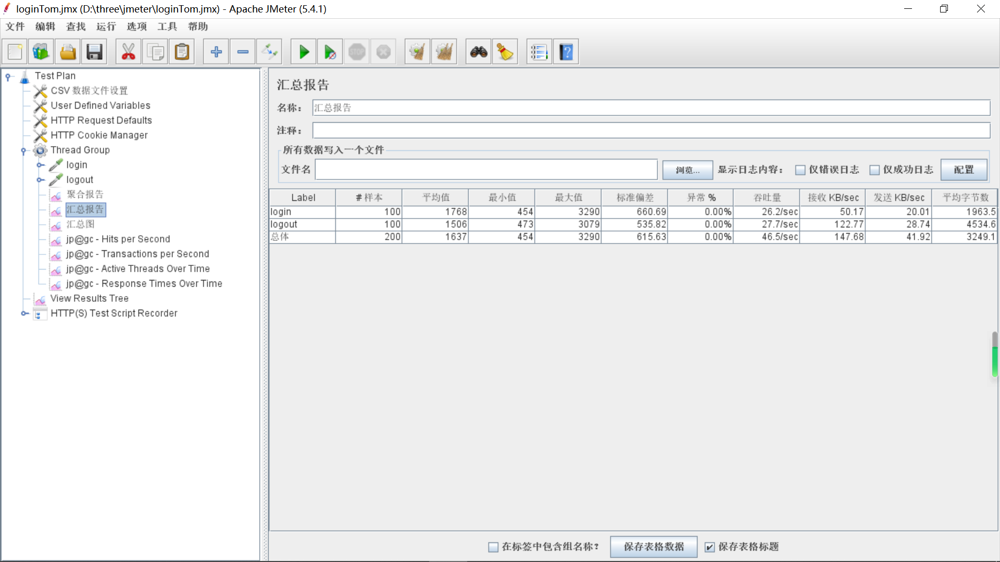 loginTom.jmx (D:\three\jmeter\loginTom.jmx) - Apache JMeter (5.4.1)
文件 编辑 查找 运行 选项 工具 帮助
STOP
Test Plan
CSV 数据文件设置
User Defined Variables
HTTP Request Defaults
HTTP Cookie Manager
Thread Group
login
logout
聚合报告
汇总报告
汇总图
jp@gc - Hits per Second
jp@gc - Transactions per Second
jp@gc - Active Threads Over Time
jp@gc - Response Times Over Time
View Results Tree
HTTP(S) Test Script Recorder
汇总报告
名称： 汇总报告
注释：
所有数据写入一个文件
文件名 浏览... 显示日志内容： 仅错误日志 仅成功日志 配置
Label # 样本 平均值 最小值 最大值 标准偏差 异常 % 吞吐量 接收 KB/sec 发送 KB/sec 平均字节数
login 100 1768 454 3290 660.69 0.00% 26.2/sec 50.17 20.01 1963.5
logout 100 1506 473 3079 535.82 0.00% 27.7/sec 122.77 28.74 4534.6
总体 200 1637 454 3290 615.63 0.00% 46.5/sec 147.68 41.92 3249.1
在标签中包含组名称? 保存表格数据 保存表格标题